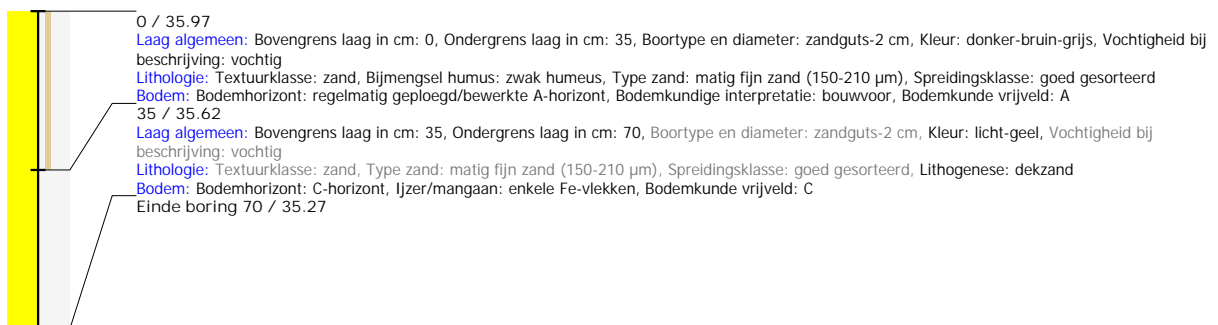 0 / 35.97
Laag algemeen: Bovengrens laag in cm: 0, Ondergrens laag in cm: 35, Boortype en diameter: zandguts-2 cm, Kleur: donker-bruin-grijs, Vochtigheid bij
beschrijving: vochtig
Lithologie: Textuurklasse: zand, Bijmengsel humus: zwak humeus, Type zand: matig fijn zand (150-210 µm), Spreidingsklasse: goed gesorteerd
Bodem: Bodemhorizont: regelmatig geploegd/bewerkte A-horizont, Bodemkundige interpretatie: bouwvoor, Bodemkunde vrijveld: A
35 / 35.62
Laag algemeen: Bovengrens laag in cm: 35, Ondergrens laag in cm: 70, Boortype en diameter: zandguts-2 cm, Kleur: licht-geel, Vochtigheid bij
beschrijving: vochtig
Lithologie: Textuurklasse: zand, Type zand: matig fijn zand (150-210 µm), Spreidingsklasse: goed gesorteerd, Lithogenese: dekzand
Bodem: Bodemhorizont: C-horizont, Ijzer/mangaan: enkele Fe-vlekken, Bodemkunde vrijveld: C
Einde boring 70 / 35.27